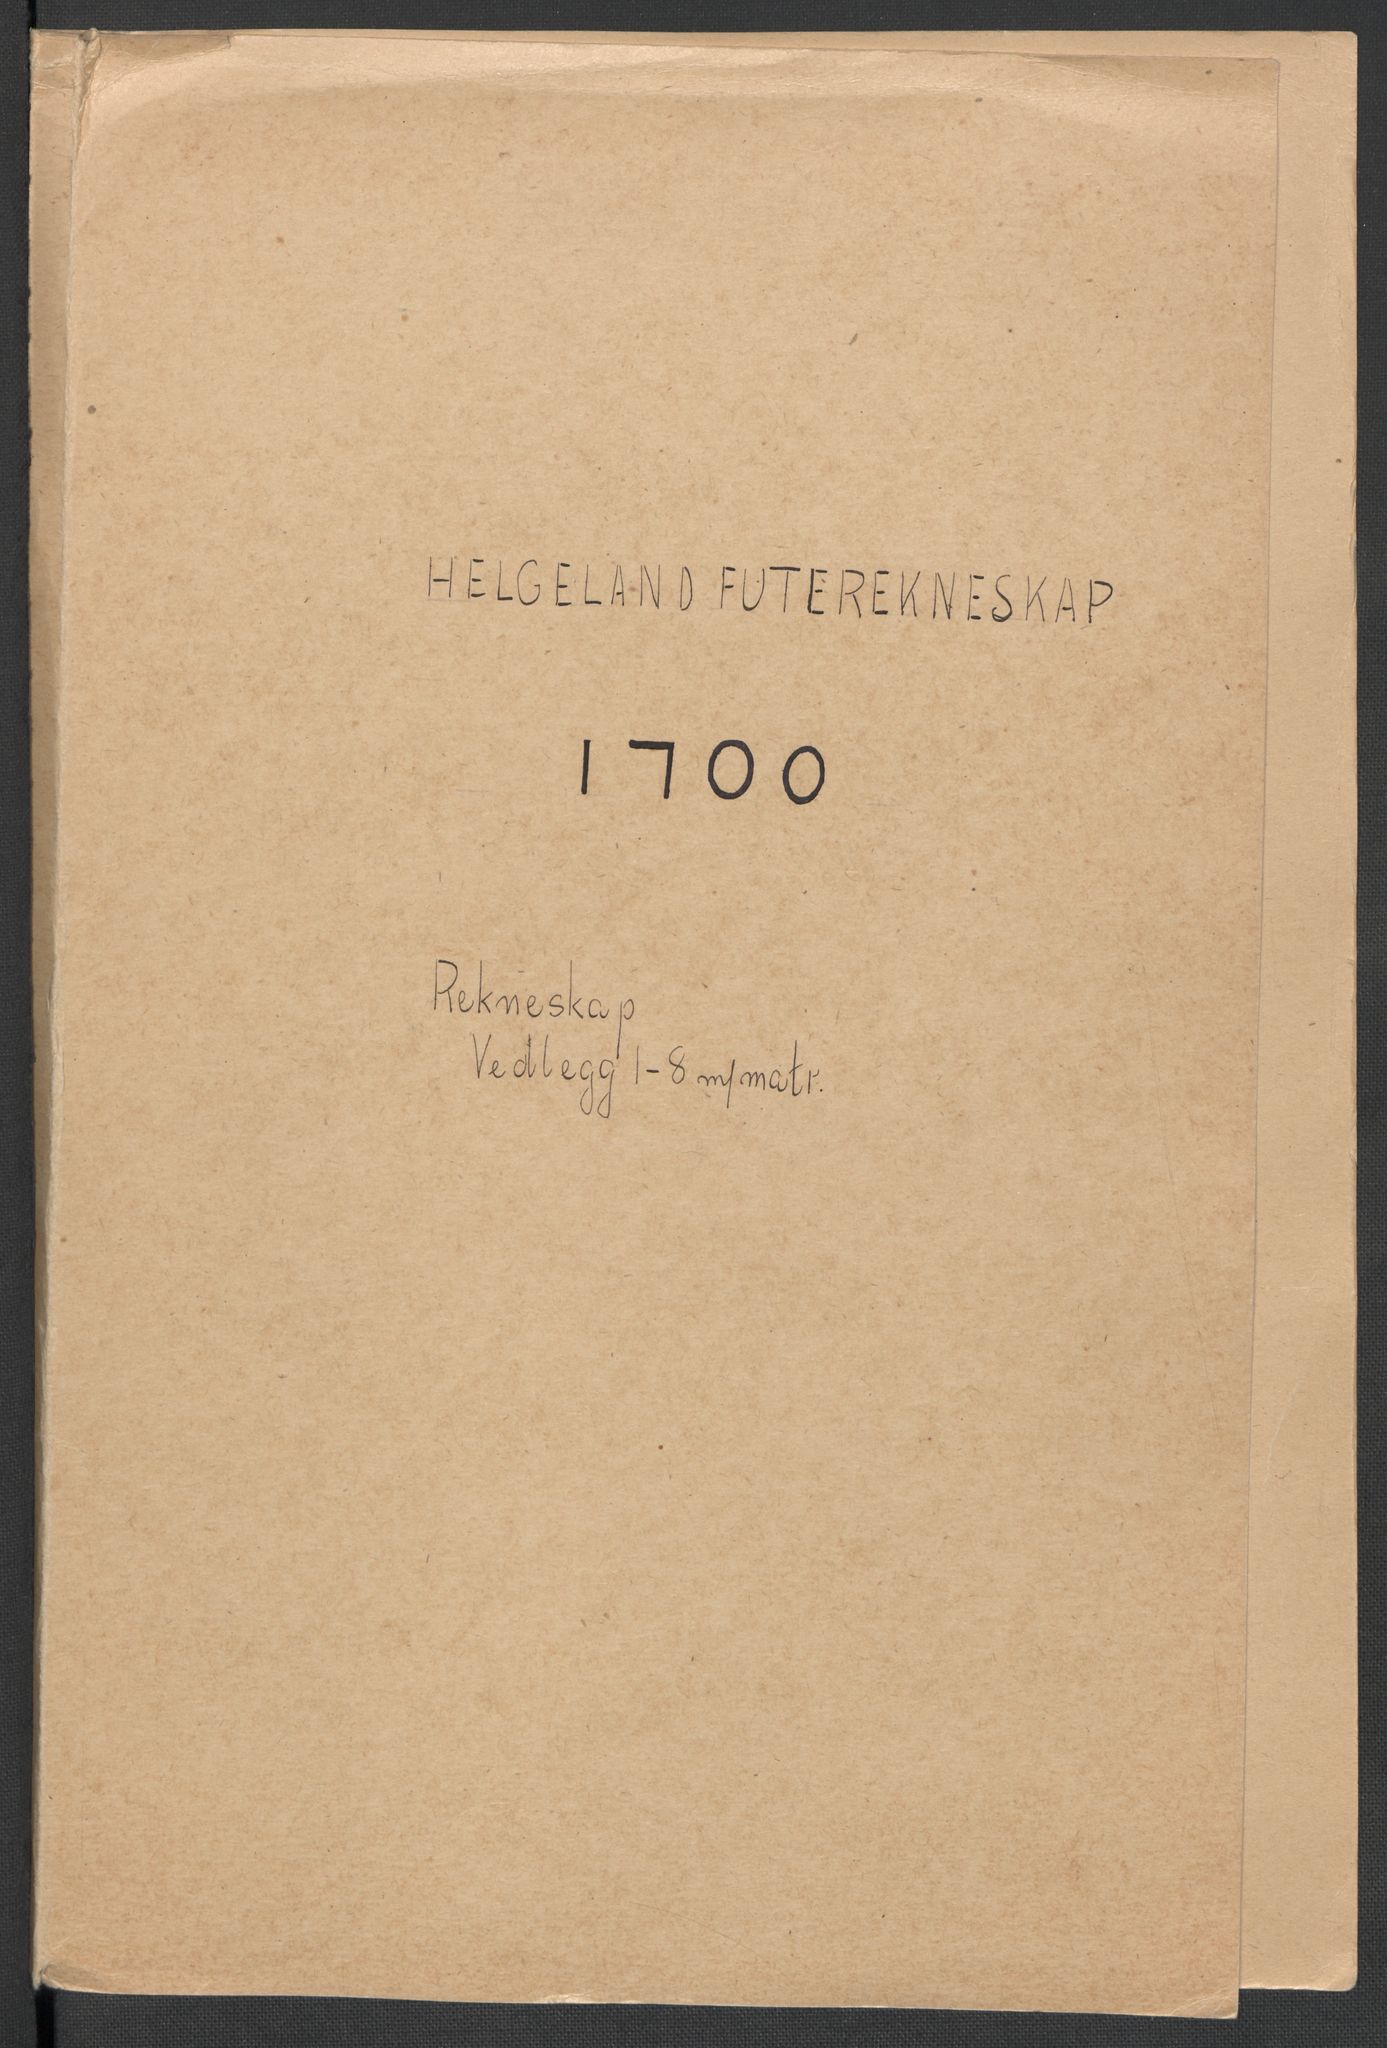 HELGELAND FUTEREKNESKAP
1700
Rekneskap
Vedlegg 1-8 m/matr.